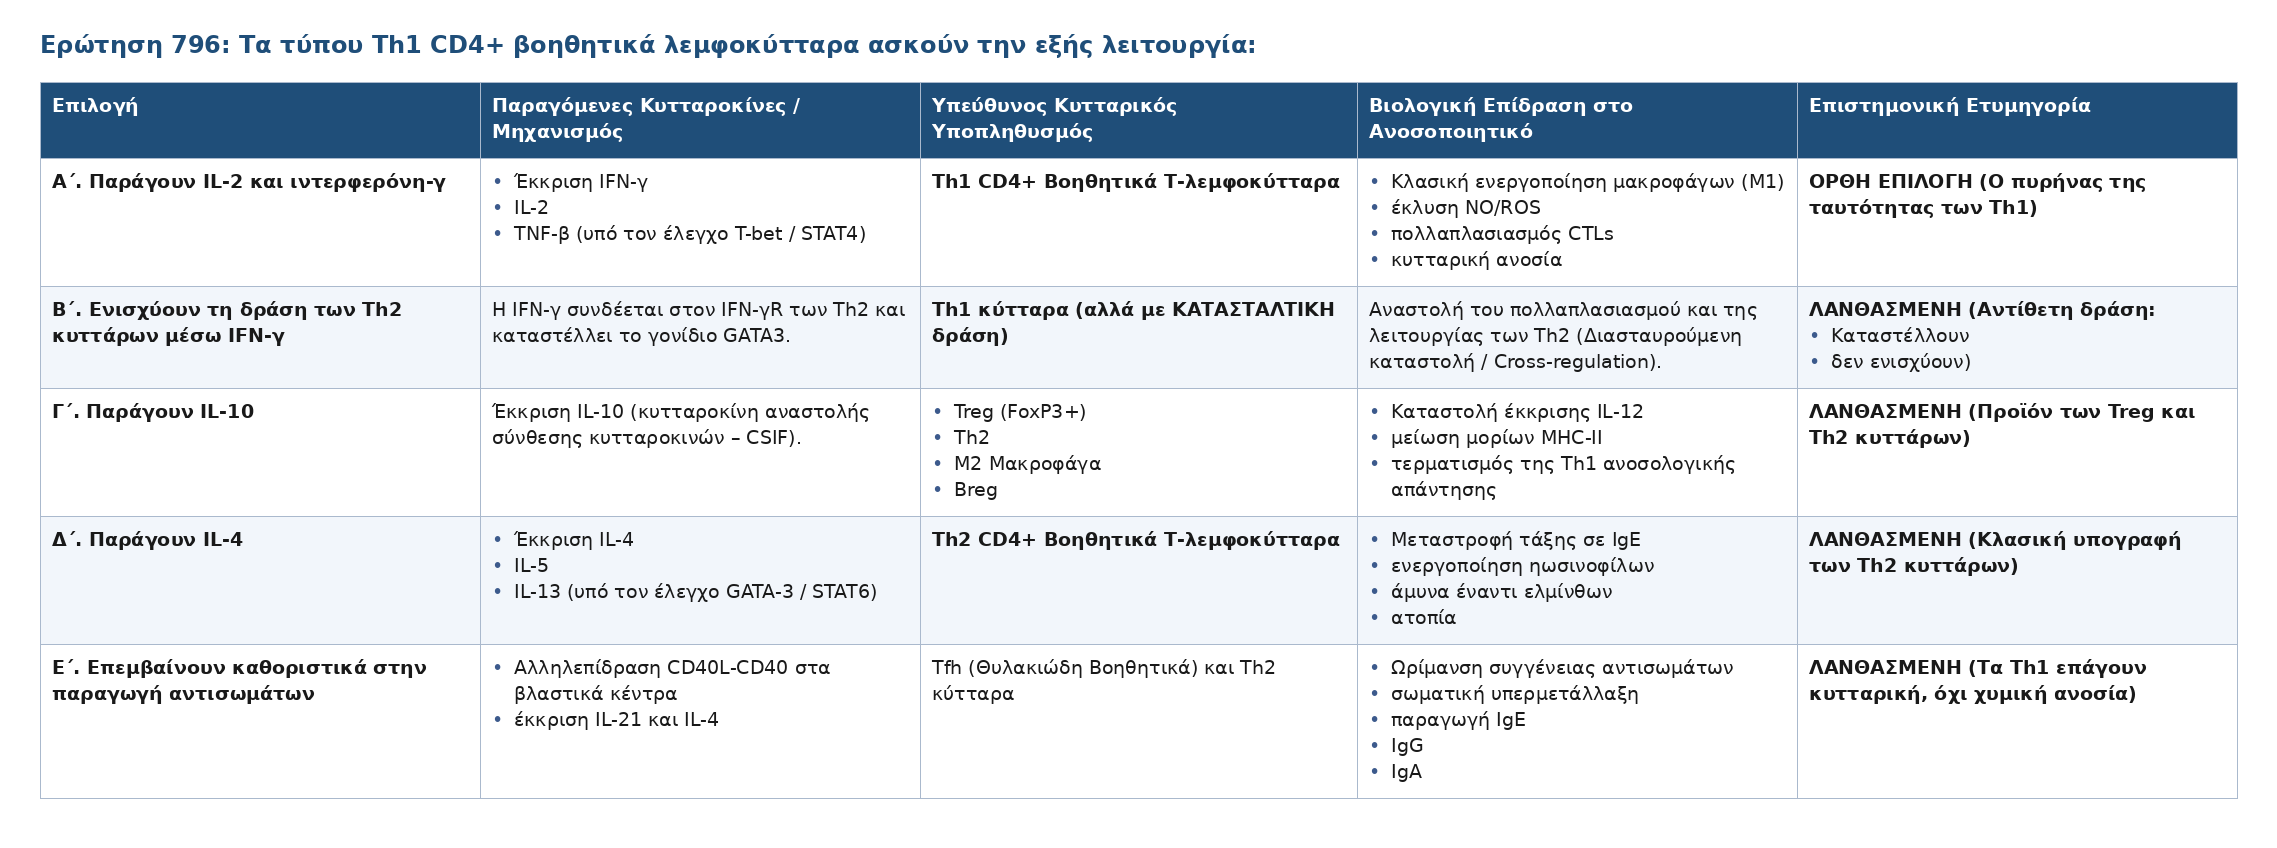 Ερώτηση 796: Τα τύπου Th1 CD4+ βοηθητικά λεμφοκύτταρα ασκούν την εξής λειτουργία:
Επιλογή
Παραγόμενες Κυτταροκίνες /
Μηχανισμός
Υπεύθυνος Κυτταρικός
Υποπληθυσμός
Βιολογική Επίδραση στο
Ανοσοποιητικό
Επιστημονική Ετυμηγορία
Α΄. Παράγουν IL-2 και ιντερφερόνη-γ
• Έκκριση IFN-γ
• IL-2
• TNF-β (υπό τον έλεγχο T-bet / STAT4)
Th1 CD4+ Βοηθητικά Τ-λεμφοκύτταρα
• Κλασική ενεργοποίηση μακροφάγων (M1)
• έκλυση NO/ROS
• πολλαπλασιασμός CTLs
• κυτταρική ανοσία
ΟΡΘΗ ΕΠΙΛΟΓΗ (Ο πυρήνας της
ταυτότητας των Th1)
Β΄. Ενισχύουν τη δράση των Th2
κυττάρων μέσω IFN-γ
Η IFN-γ συνδέεται στον IFN-γR των Th2 και
καταστέλλει το γονίδιο GATA3.
Th1 κύτταρα (αλλά με ΚΑΤΑΣΤΑΛΤΙΚΗ
δράση)
Αναστολή του πολλαπλασιασμού και της
λειτουργίας των Th2 (Διασταυρούμενη
καταστολή / Cross-regulation).
ΛΑΝΘΑΣΜΕΝΗ (Αντίθετη δράση:
• Καταστέλλουν
• δεν ενισχύουν)
Γ΄. Παράγουν IL-10
Έκκριση IL-10 (κυτταροκίνη αναστολής
σύνθεσης κυτταροκινών – CSIF).
• Treg (FoxP3+)
• Th2
• M2 Μακροφάγα
• Breg
• Καταστολή έκκρισης IL-12
• μείωση μορίων MHC-II
• τερματισμός της Th1 ανοσολογικής
απάντησης
ΛΑΝΘΑΣΜΕΝΗ (Προϊόν των Treg και
Th2 κυττάρων)
Δ΄. Παράγουν IL-4
• Έκκριση IL-4
• IL-5
• IL-13 (υπό τον έλεγχο GATA-3 / STAT6)
Th2 CD4+ Βοηθητικά Τ-λεμφοκύτταρα
• Μεταστροφή τάξης σε IgE
• ενεργοποίηση ηωσινοφίλων
• άμυνα έναντι ελμίνθων
• ατοπία
ΛΑΝΘΑΣΜΕΝΗ (Κλασική υπογραφή
των Th2 κυττάρων)
Ε΄. Επεμβαίνουν καθοριστικά στην
παραγωγή αντισωμάτων
• Αλληλεπίδραση CD40L-CD40 στα
βλαστικά κέντρα
• έκκριση IL-21 και IL-4
Tfh (Θυλακιώδη Βοηθητικά) και Th2
κύτταρα
• Ωρίμανση συγγένειας αντισωμάτων
• σωματική υπερμετάλλαξη
• παραγωγή IgE
• IgG
• IgA
ΛΑΝΘΑΣΜΕΝΗ (Τα Th1 επάγουν
κυτταρική, όχι χυμική ανοσία)